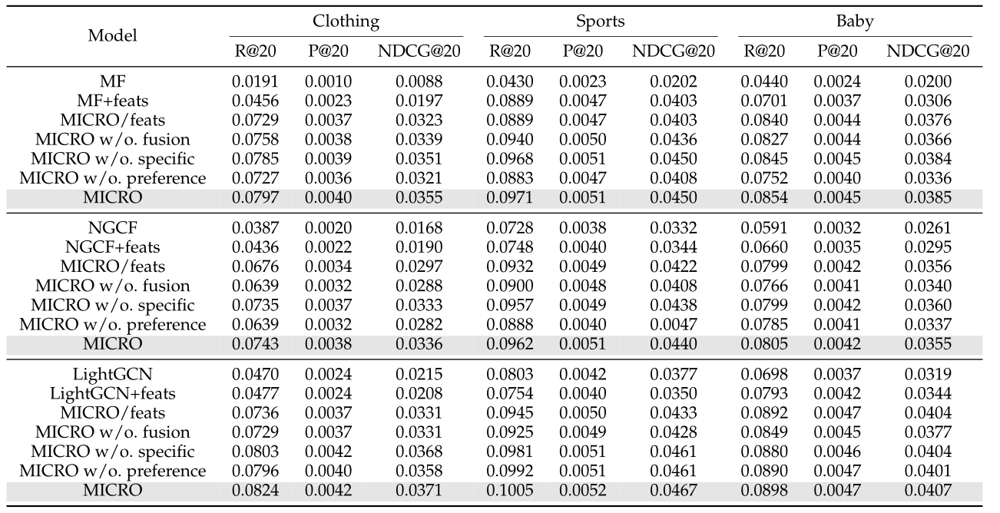 Model Clothing Sports Baby
R@20 P@20 NDCG@20 R@20 P@20 NDCG@20 R@20 P@20 NDCG@20
MF 0.0191 0.0010 0.0088 0.0430 0.0023 0.0202 0.0440 0.0024 0.0200
MF+feats 0.0456 0.0023 0.0197 0.0889 0.0047 0.0403 0.0701 0.0037 0.0306
MICRO/feats 0.0729 0.0037 0.0323 0.0889 0.0047 0.0403 0.0840 0.0044 0.0376
MICRO w/o. fusion 0.0758 0.0038 0.0339 0.0940 0.0050 0.0436 0.0827 0.0044 0.0366
MICRO w/o. specific 0.0785 0.0039 0.0351 0.0968 0.0051 0.0450 0.0845 0.0045 0.0384
MICRO w/o. preference 0.0727 0.0036 0.0321 0.0883 0.0047 0.0408 0.0752 0.0040 0.0336
MICRO 0.0797 0.0040 0.0355 0.0971 0.0051 0.0450 0.0854 0.0045 0.0385
NGCF 0.0387 0.0020 0.0168 0.0728 0.0038 0.0332 0.0591 0.0032 0.0261
NGCF+feats 0.0436 0.0022 0.0190 0.0748 0.0040 0.0344 0.0660 0.0035 0.0295
MICRO/feats 0.0676 0.0034 0.0297 0.0932 0.0049 0.0422 0.0799 0.0042 0.0356
MICRO w/o. fusion 0.0639 0.0032 0.0288 0.0900 0.0048 0.0408 0.0766 0.0041 0.0340
MICRO w/o. specific 0.0735 0.0037 0.0333 0.0957 0.0049 0.0438 0.0799 0.0042 0.0360
MICRO w/o. preference 0.0639 0.0032 0.0282 0.0888 0.0040 0.0047 0.0785 0.0041 0.0337
MICRO 0.0743 0.0038 0.0336 0.0962 0.0051 0.0440 0.0805 0.0042 0.0355
LightGCN 0.0470 0.0024 0.0215 0.0803 0.0042 0.0377 0.0698 0.0037 0.0319
LightGCN+feats 0.0477 0.0024 0.0208 0.0754 0.0040 0.0350 0.0793 0.0042 0.0344
MICRO/feats 0.0736 0.0037 0.0331 0.0945 0.0050 0.0433 0.0892 0.0047 0.0404
MICRO w/o. fusion 0.0729 0.0037 0.0331 0.0925 0.0049 0.0428 0.0849 0.0045 0.0377
MICRO w/o. specific 0.0803 0.0042 0.0368 0.0981 0.0051 0.0461 0.0880 0.0046 0.0404
MICRO w/o. preference 0.0796 0.0040 0.0358 0.0992 0.0051 0.0461 0.0890 0.0047 0.0401
MICRO 0.0824 0.0042 0.0371 0.1005 0.0052 0.0467 0.0898 0.0047 0.0407